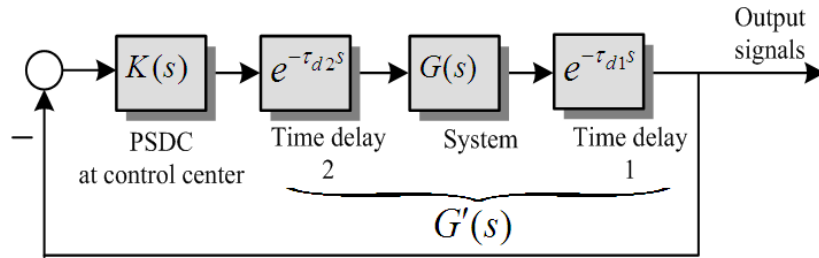 Output
signals
K(s)
e^{-τ_{d2}s}
G(s)
e^{-τ_{d1}s}
−
PSDC
at control center
Time delay
2
System
Time delay
1
G′(s)